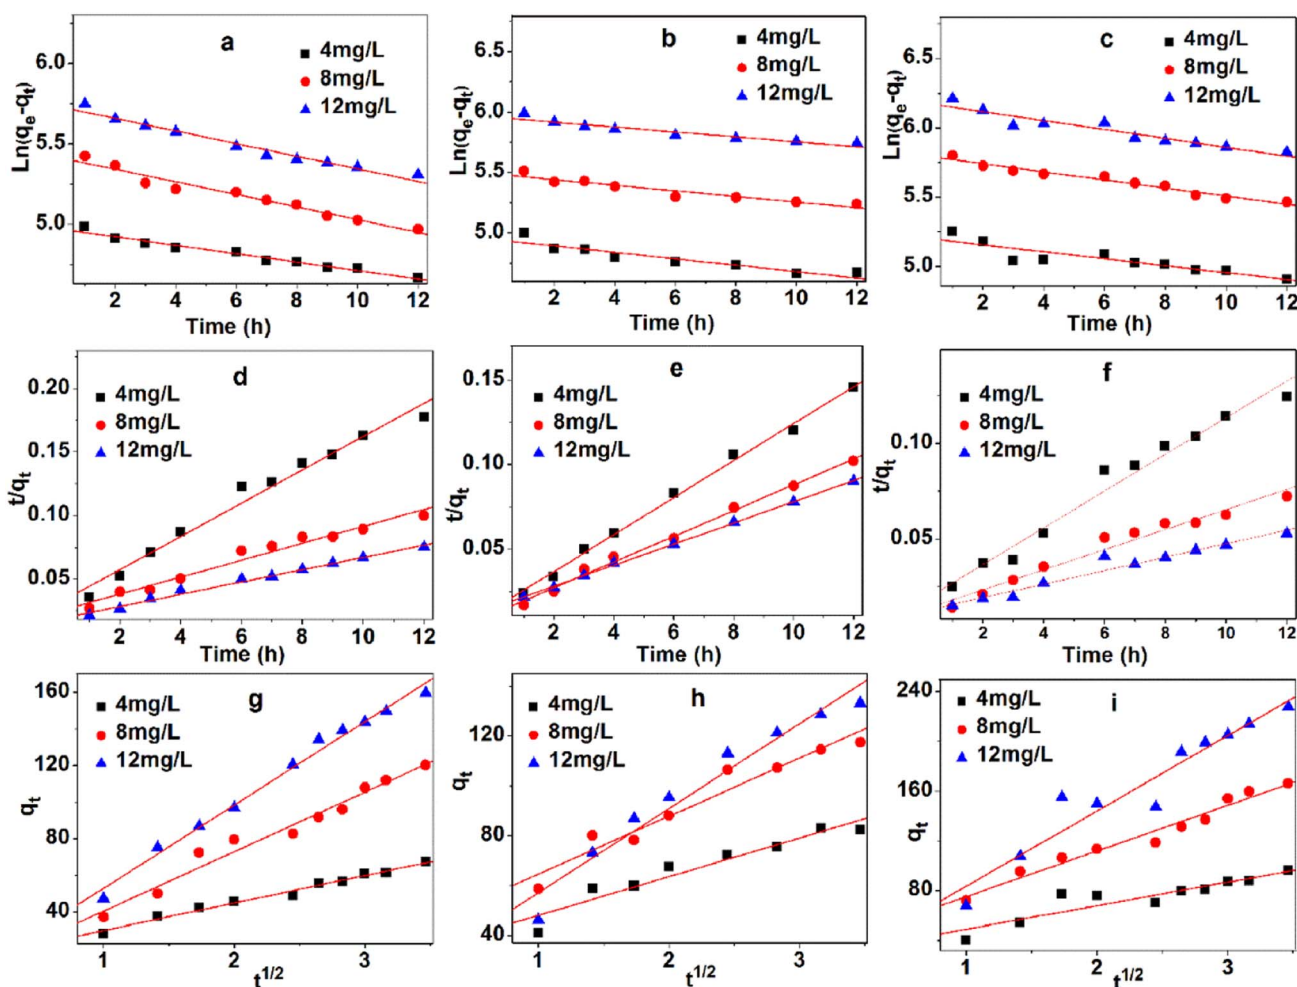 a
4mg/L
8mg/L
12mg/L
Ln(qe-qt)
6.0
5.5
5.0
2 4 6 8 10 12
Time (h)
b
4mg/L
8mg/L
12mg/L
Ln(qe-qt)
6.5
6.0
5.5
5.0
2 4 6 8 10 12
Time (h)
c
4mg/L
8mg/L
12mg/L
Ln(qe-qt)
6.5
6.0
5.5
5.0
2 4 6 8 10 12
Time (h)
d
4mg/L
8mg/L
12mg/L
t/qt
0.20
0.15
0.10
0.05
2 4 6 8 10 12
Time (h)
e
4mg/L
8mg/L
12mg/L
t/qt
0.15
0.10
0.05
2 4 6 8 10 12
Time (h)
f
4mg/L
8mg/L
12mg/L
t/qt
0.10
0.05
2 4 6 8 10 12
Time (h)
g
4mg/L
8mg/L
12mg/L
qt
160
120
80
40
1 2 3
t1/2
h
4mg/L
8mg/L
12mg/L
qt
120
80
40
1 2 3
t1/2
i
4mg/L
8mg/L
12mg/L
qt
240
160
80
1 2 3
t1/2